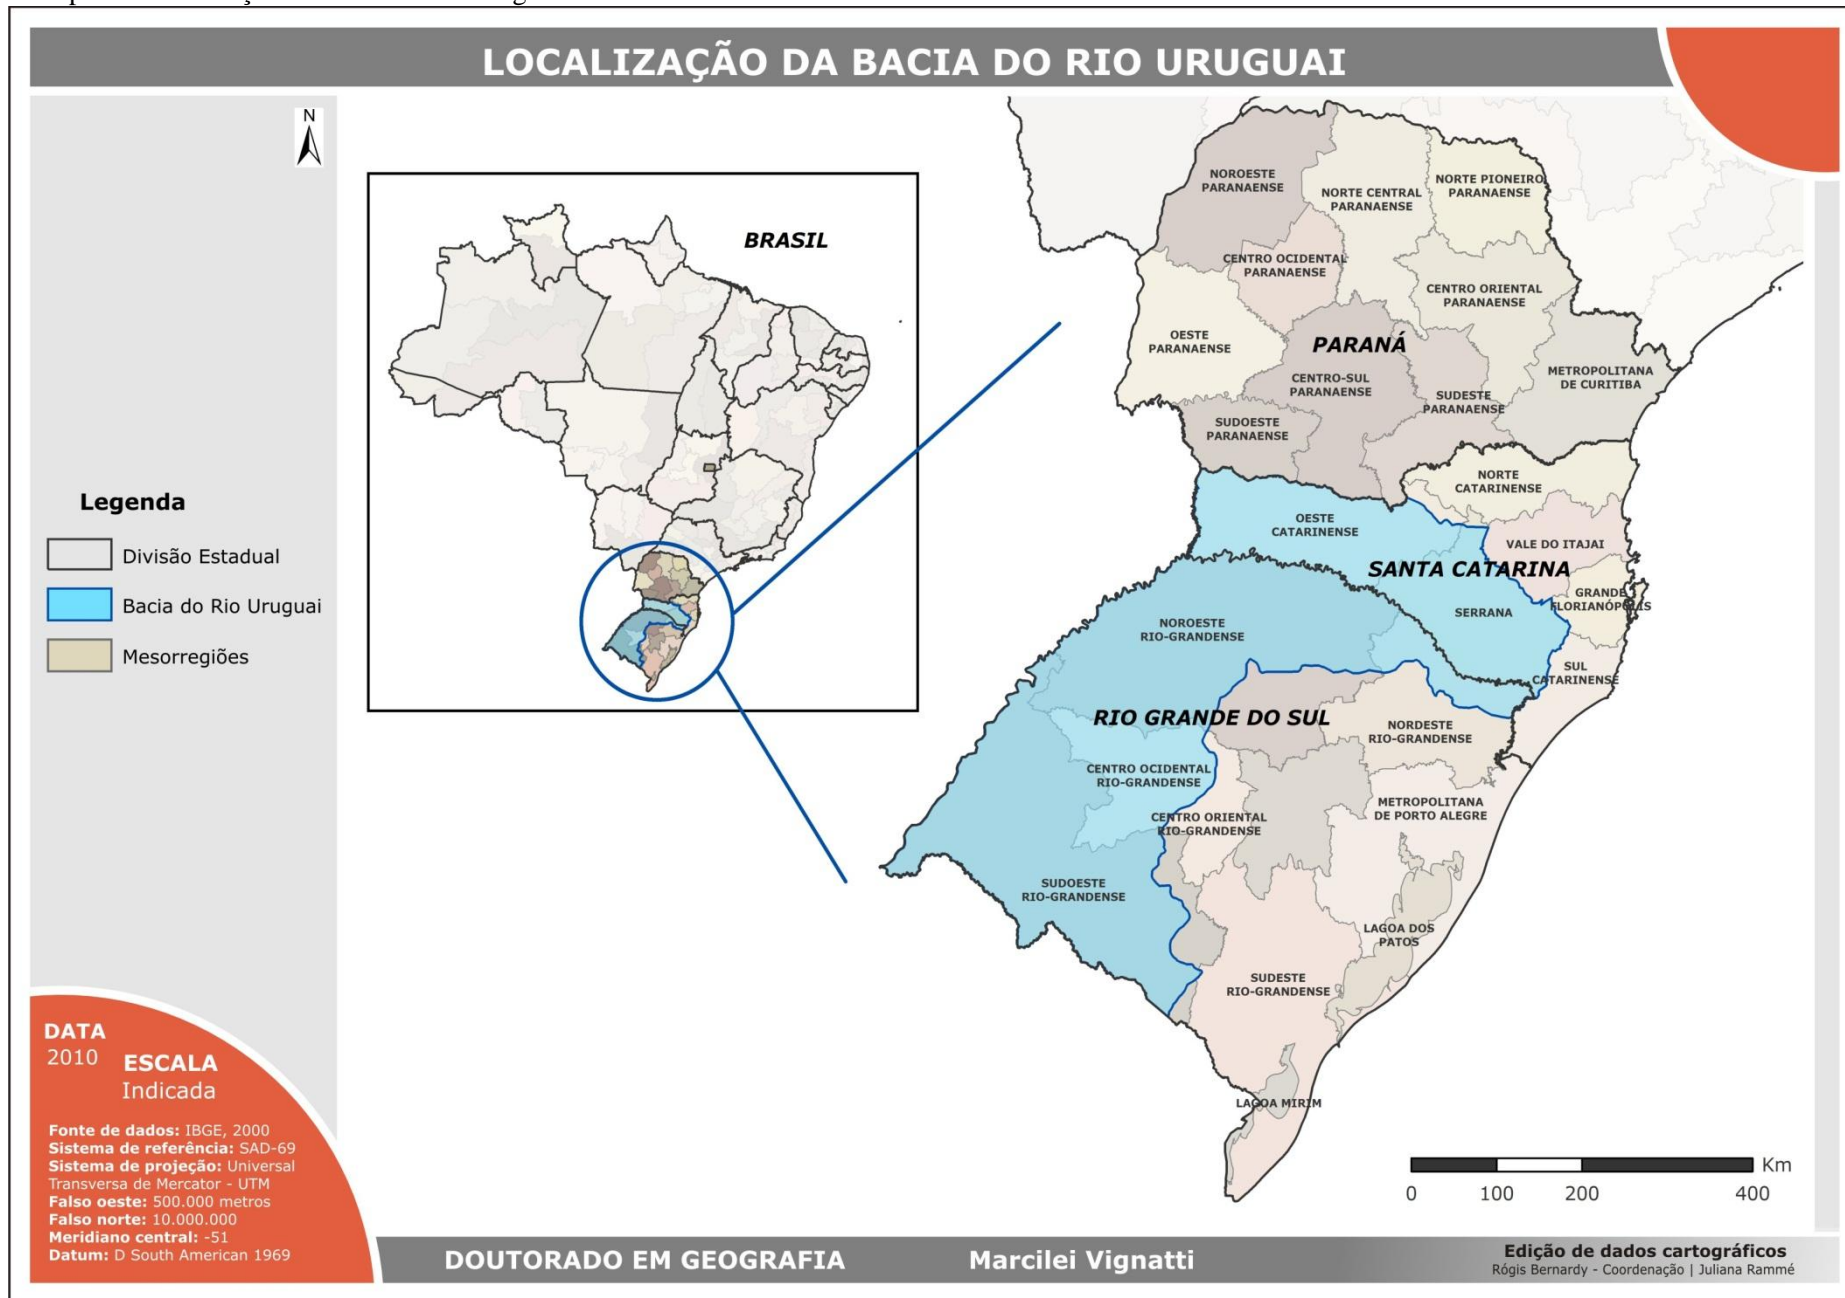 LOCALIZAÇÃO DA BACIA DO RIO URUGUAI
N
BRASIL
NOROESTE
PARANAENSE
NORTE CENTRAL
PARANAENSE
NORTE PIONEIRO
PARANAENSE
CENTRO OCIDENTAL
PARANAENSE
CENTRO ORIENTAL
PARANAENSE
OESTE
PARANAENSE
PARANÁ
METROPOLITANA
DE CURITIBA
CENTRO-SUL
PARANAENSE
SUDESTE
PARANAENSE
SUDOESTE
PARANAENSE
NORTE
CATARINENSE
OESTE
CATARINENSE
VALE DO ITAJAI
SANTA CATARINA
GRANDE
FLORIANÓPOLIS
SERRANA
NOROESTE
RIO-GRANDENSE
SUL
CATARINENSE
RIO GRANDE DO SUL
NORDESTE
RIO-GRANDENSE
CENTRO OCIDENTAL
RIO-GRANDENSE
METROPOLITANA
DE PORTO ALEGRE
CENTRO ORIENTAL
RIO-GRANDENSE
SUDOESTE
RIO-GRANDENSE
LAGOA DOS
PATOS
SUDESTE
RIO-GRANDENSE
LAGOA MIRIM
Legenda
Divisão Estadual
Bacia do Rio Uruguai
Mesorregiões
DATA
2010
ESCALA
Indicada
Fonte de dados: IBGE, 2000
Sistema de referência: SAD-69
Sistema de projeção: Universal
Transversa de Mercator - UTM
Falso oeste: 500.000 metros
Falso norte: 10.000.000
Meridiano central: -51
Datum: D South American 1969
Km
0 100 200 400
DOUTORADO EM GEOGRAFIA Marcilei Vignatti
Edição de dados cartográficos
Rógis Bernardy - Coordenação | Juliana Rammé